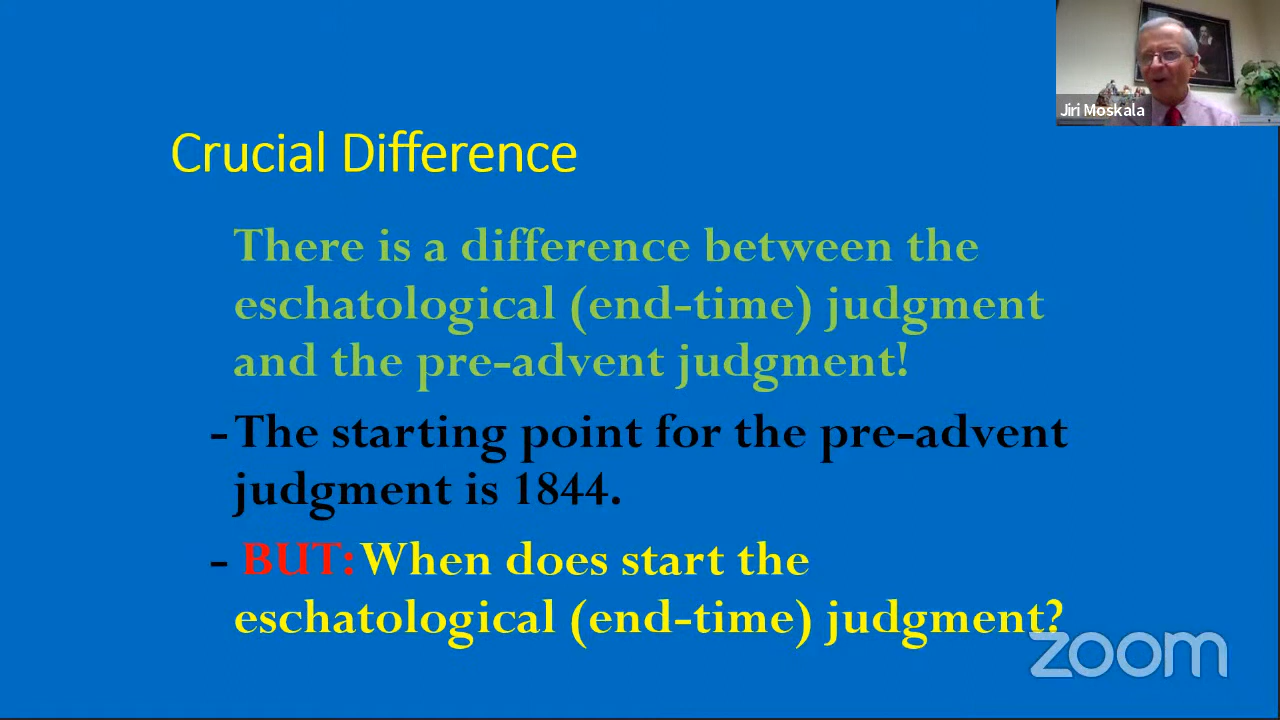 Jiri Moskala
Crucial Difference
There is a difference between the
eschatological (end-time) judgment
and the pre-advent judgment!
- The starting point for the pre-advent
judgment is 1844.
- BUT: When does start the
eschatological (end-time) judgment?
zoom